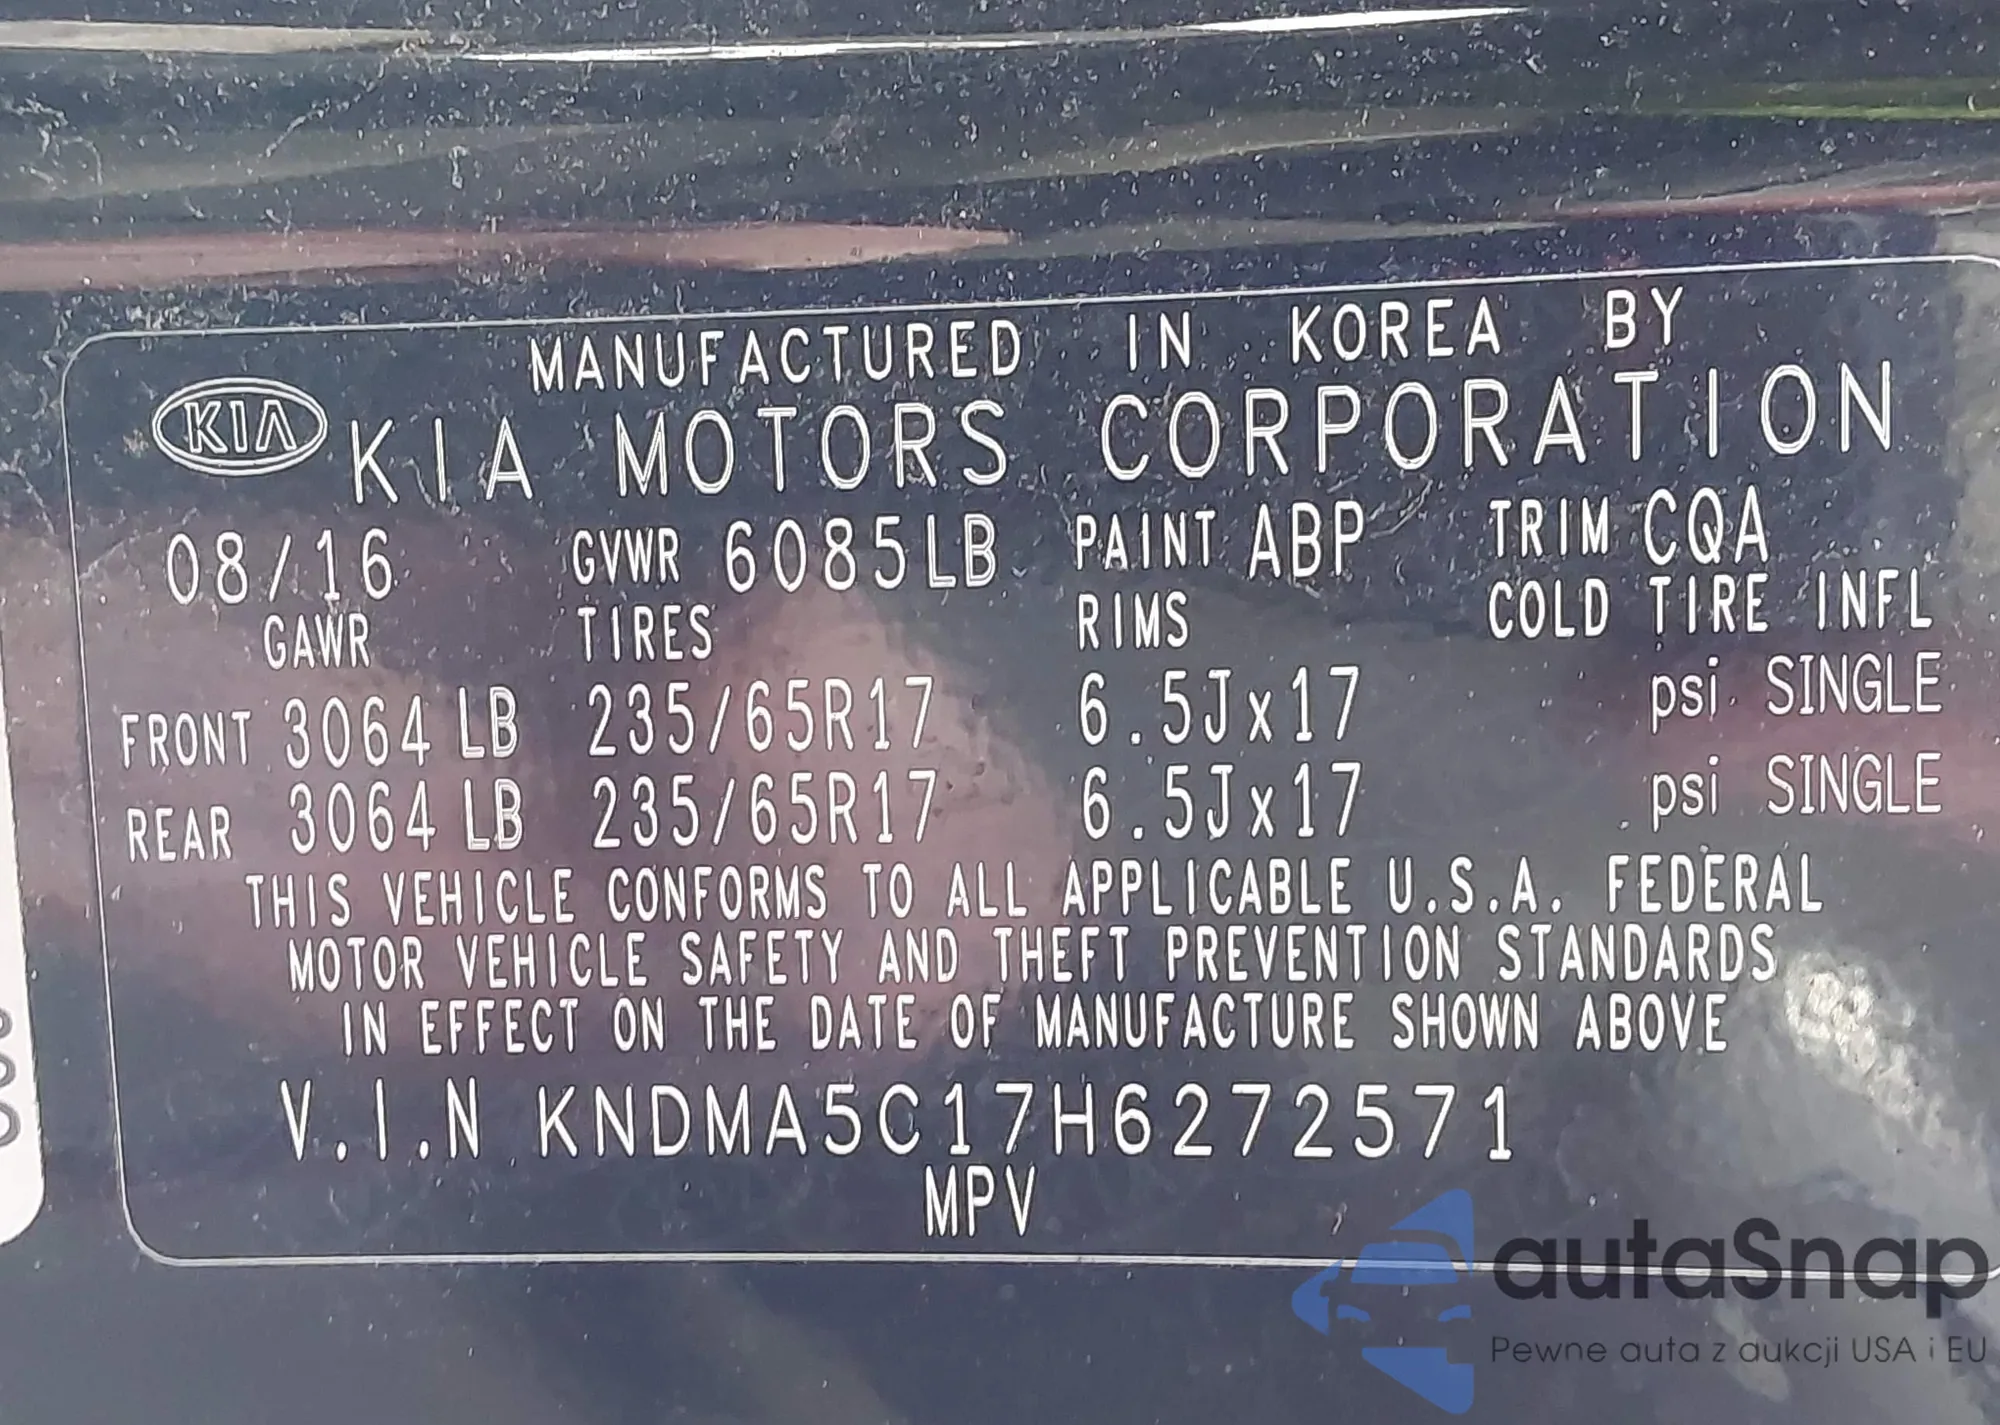 MANUFACTURED IN KOREA BY
KIA KIA MOTORS CORPORATION
08/16 GVWR 6085LB PAINT ABP TRIM CQA
GAWR TIRES RIMS COLD TIRE INFL
FRONT 3064 LB 235/65R17 6.5Jx17 psi SINGLE
REAR 3064 LB 235/65R17 6.5Jx17 psi SINGLE
THIS VEHICLE CONFORMS TO ALL APPLICABLE U.S.A. FEDERAL
MOTOR VEHICLE SAFETY AND THEFT PREVENTION STANDARDS
IN EFFECT ON THE DATE OF MANUFACTURE SHOWN ABOVE
V.I.N KNDMA5C17H6272571
MPV
autaSnap
Pewne auta z aukcji USA i EU